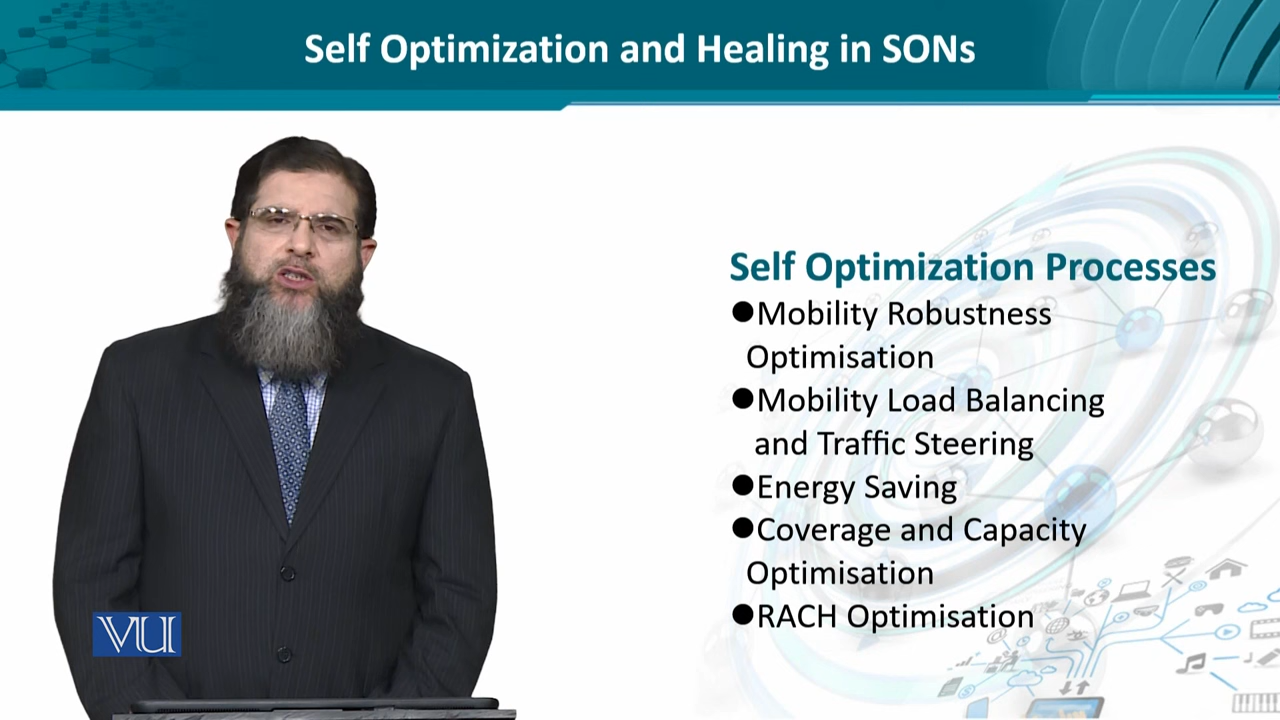 Self Optimization and Healing in SONs
Self Optimization Processes
●Mobility Robustness
Optimisation
●Mobility Load Balancing
and Traffic Steering
●Energy Saving
●Coverage and Capacity
Optimisation
●RACH Optimisation
VU